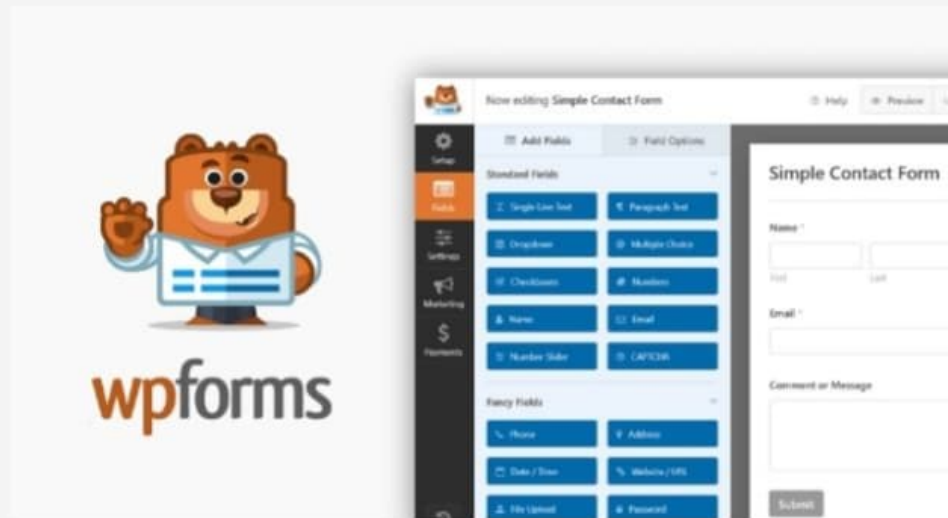 wpforms
Now editing Simple Contact Form
Help
Preview
Setup
Fields
Settings
Marketing
Payments
Add Fields
Field Options
Standard Fields
Single Line Text
Paragraph Text
Dropdown
Multiple Choice
Checkboxes
Numbers
Name
Email
Number Slider
CAPTCHA
Fancy Fields
Phone
Address
Date / Time
Website / URL
File Upload
Password
Simple Contact Form
Name *
First
Last
Email *
Comment or Message
Submit